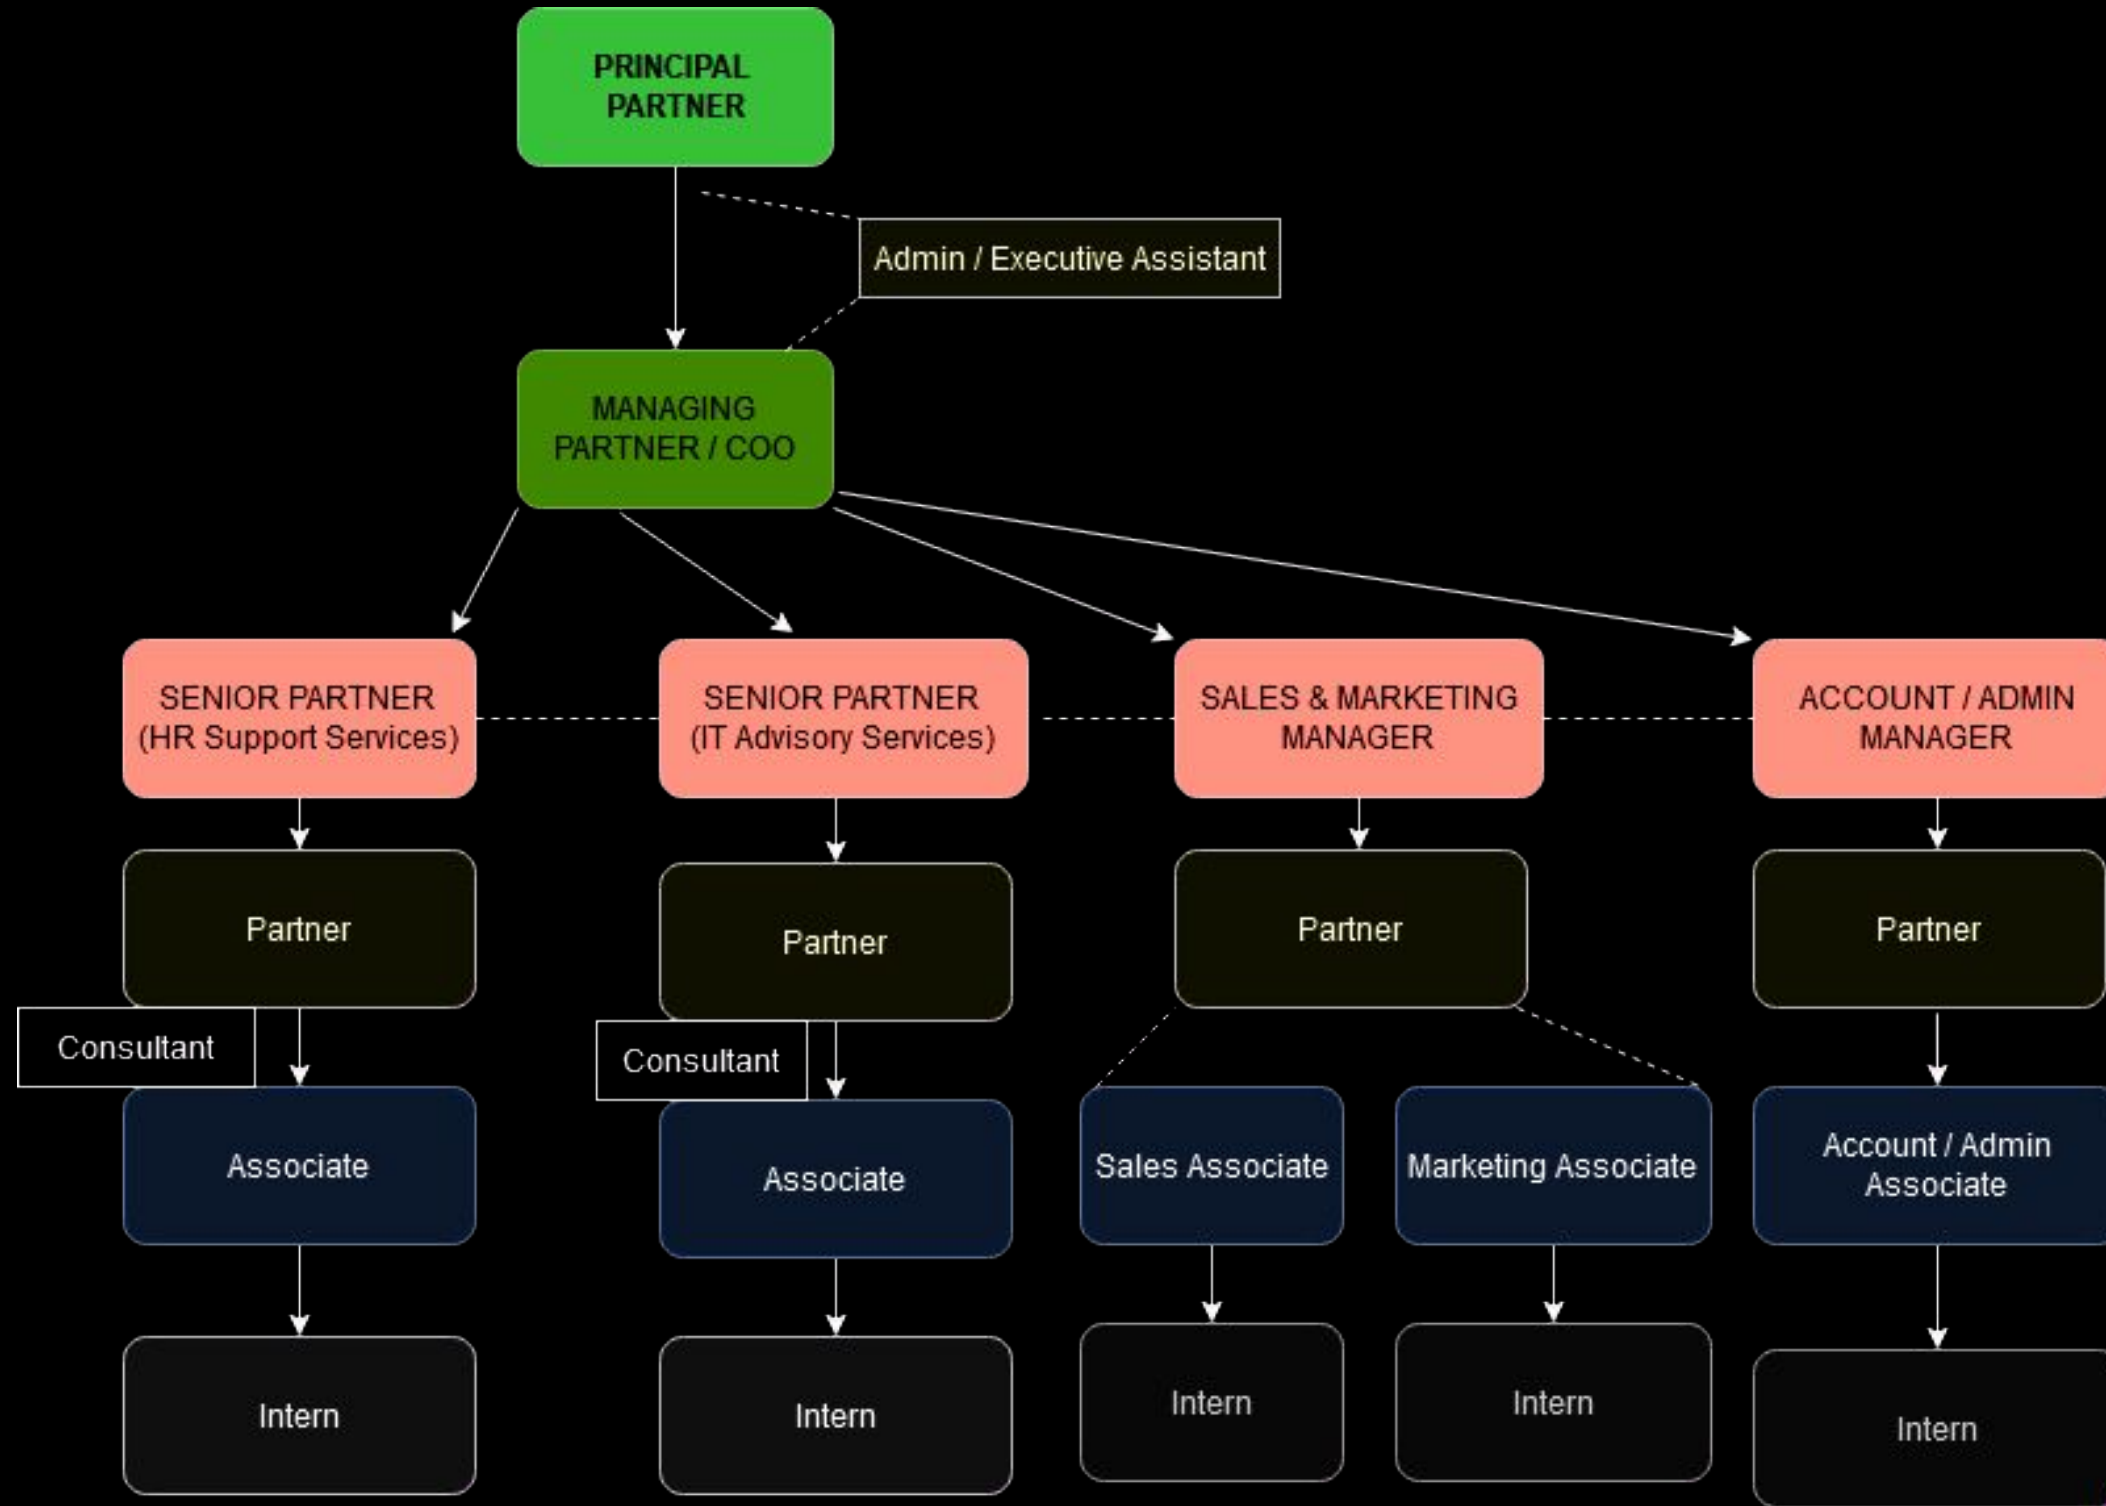 PRINCIPAL
PARTNER
Admin / Executive Assistant
MANAGING
PARTNER / COO
SENIOR PARTNER
(HR Support Services)
SENIOR PARTNER
(IT Advisory Services)
SALES & MARKETING
MANAGER
ACCOUNT / ADMIN
MANAGER
Partner
Partner
Partner
Partner
Consultant
Consultant
Associate
Associate
Sales Associate
Marketing Associate
Account / Admin
Associate
Intern
Intern
Intern
Intern
Intern